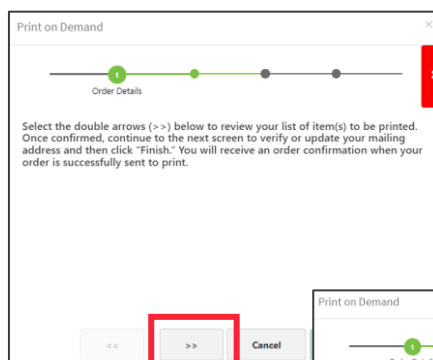 Print on Demand ×
1
Order Details
Select the double arrows (>>) below to review your list of item(s) to be printed.
Once confirmed, continue to the next screen to verify or update your mailing
address and then click "Finish." You will receive an order confirmation when your
order is successfully sent to print.
<< >> Cancel
Print on Demand
1